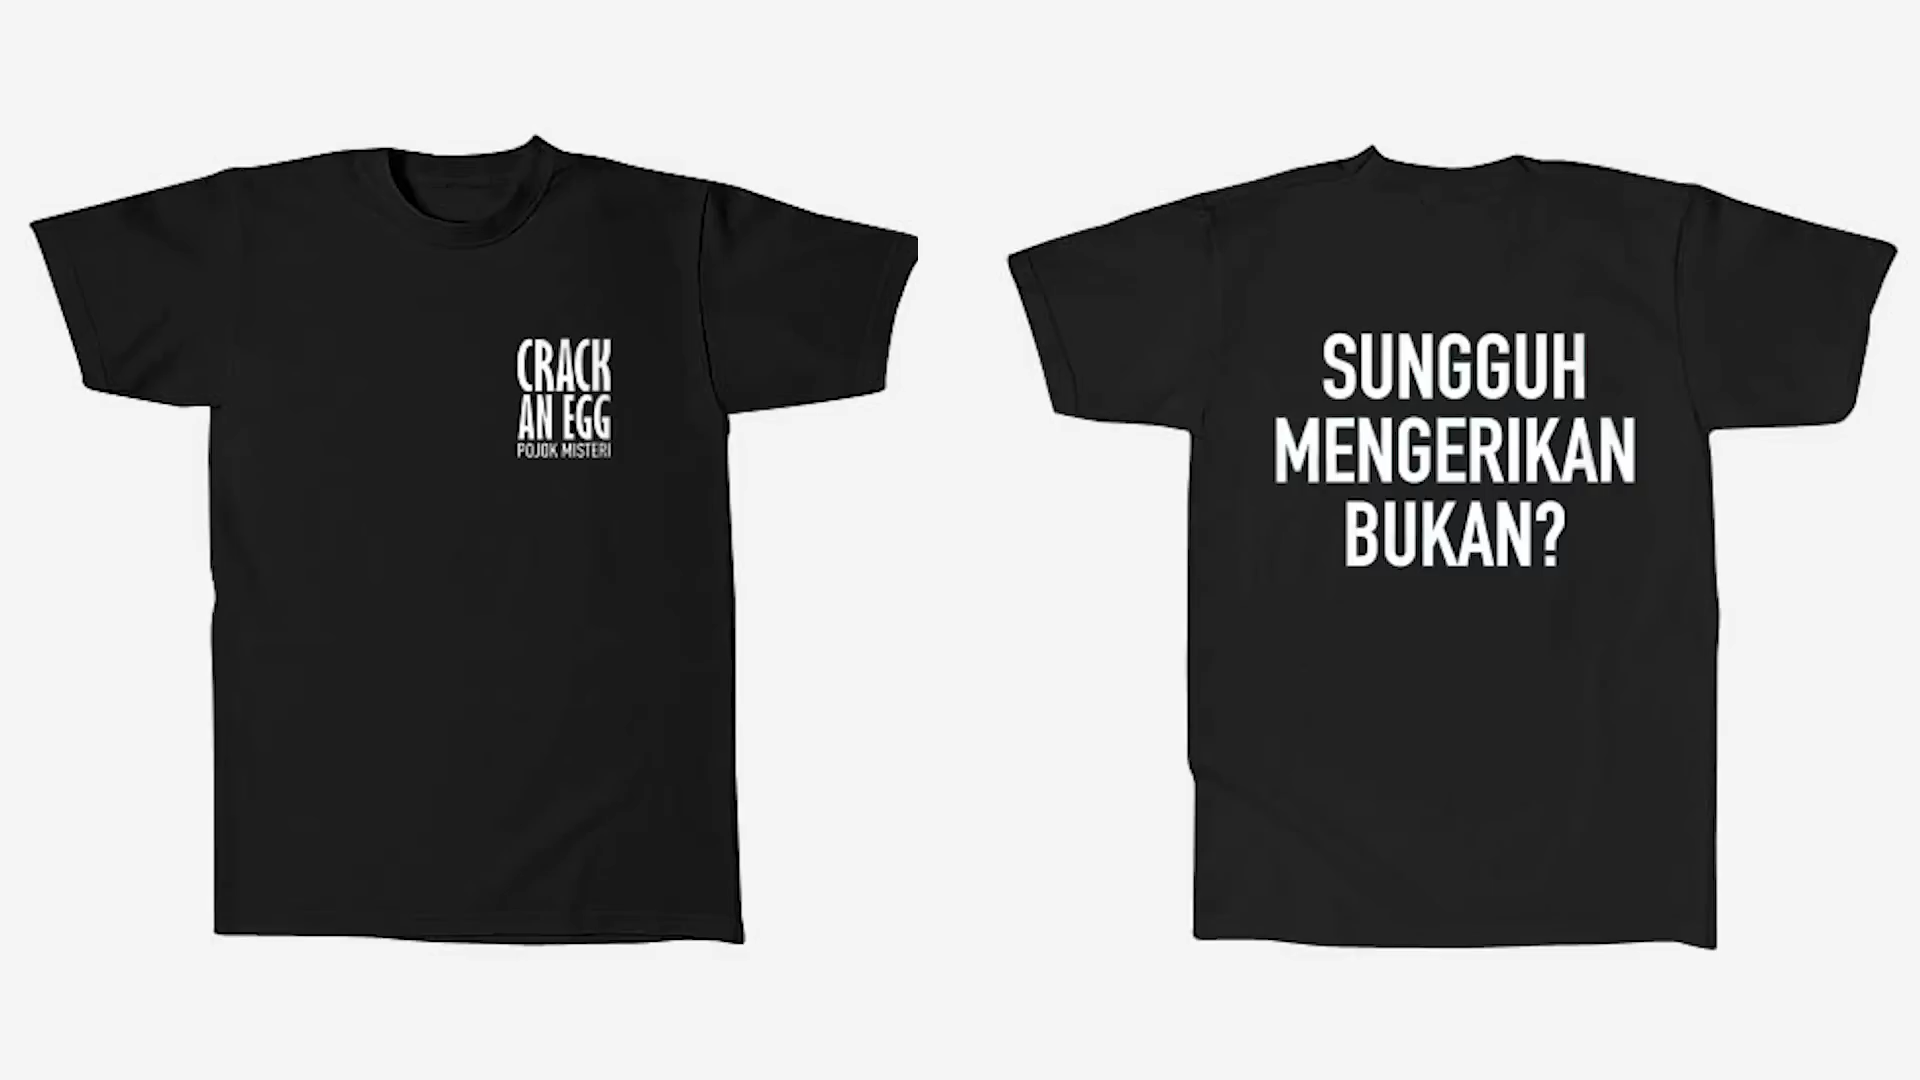 CRACK
AN EGG
POJOK MISTERI
SUNGGUH
MENGERIKAN
BUKAN?